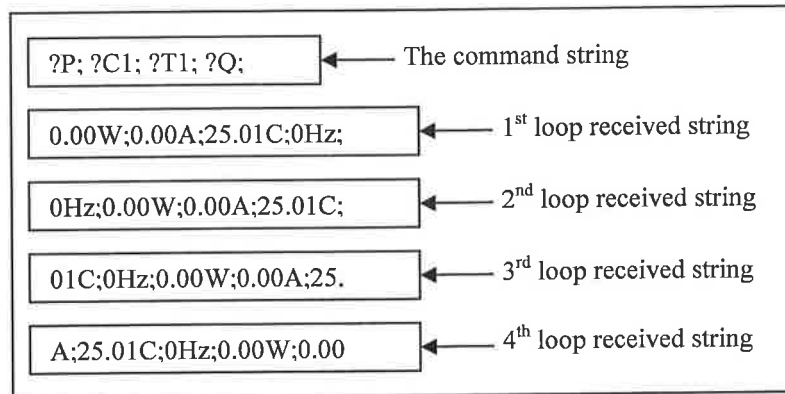 ?P; ?C1; ?T1; ?Q; The command string
0.00W;0.00A;25.01C;0Hz; 1st loop received string
0Hz;0.00W;0.00A;25.01C; 2nd loop received string
01C;0Hz;0.00W;0.00A;25. 3rd loop received string
A;25.01C;0Hz;0.00W;0.00 4th loop received string